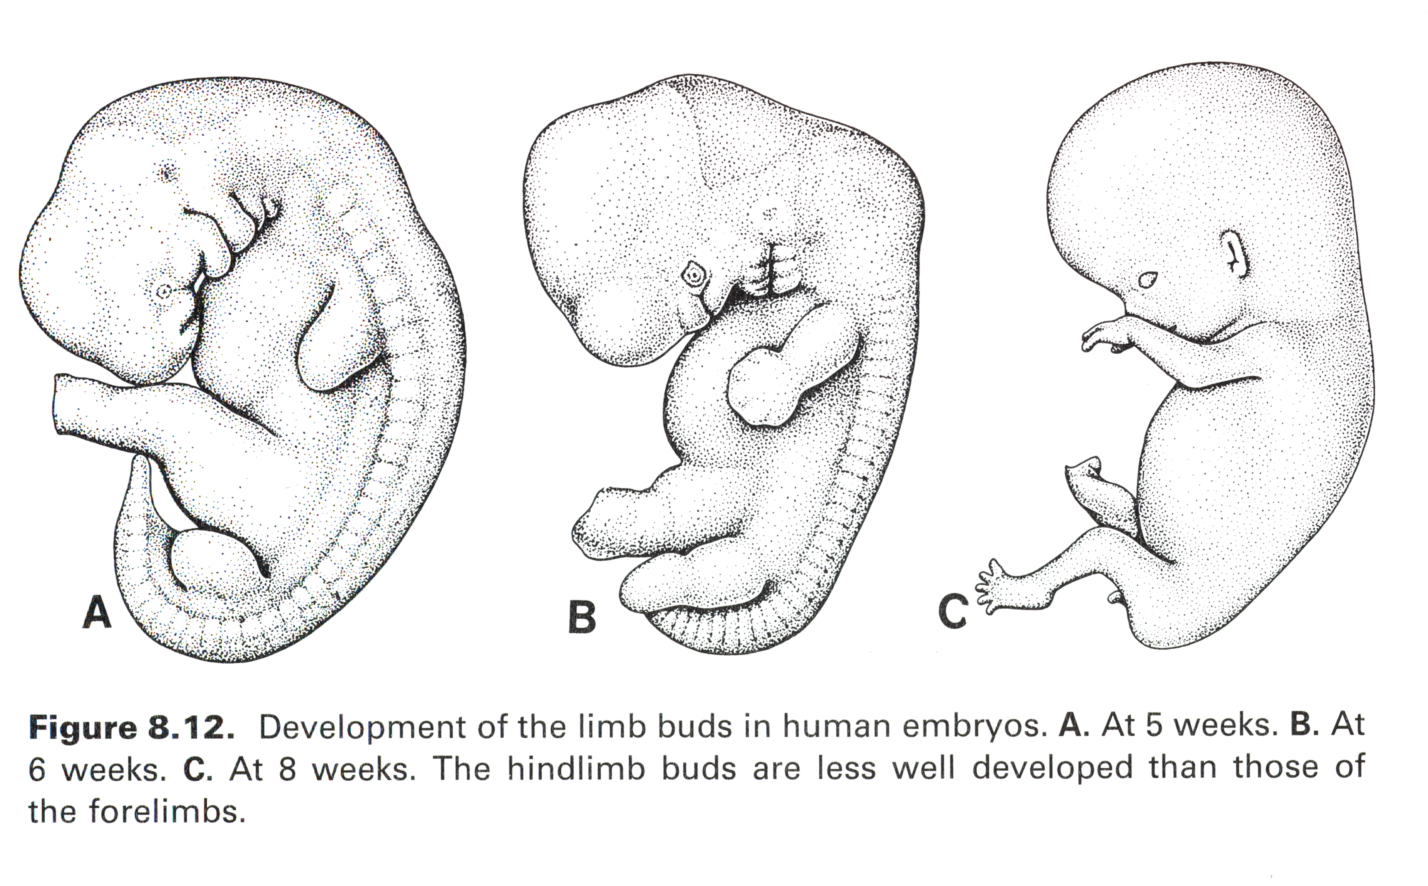 A
B
C
Figure 8.12. Development of the limb buds in human embryos. A. At 5 weeks. B. At
6 weeks. C. At 8 weeks. The hindlimb buds are less well developed than those of
the forelimbs.